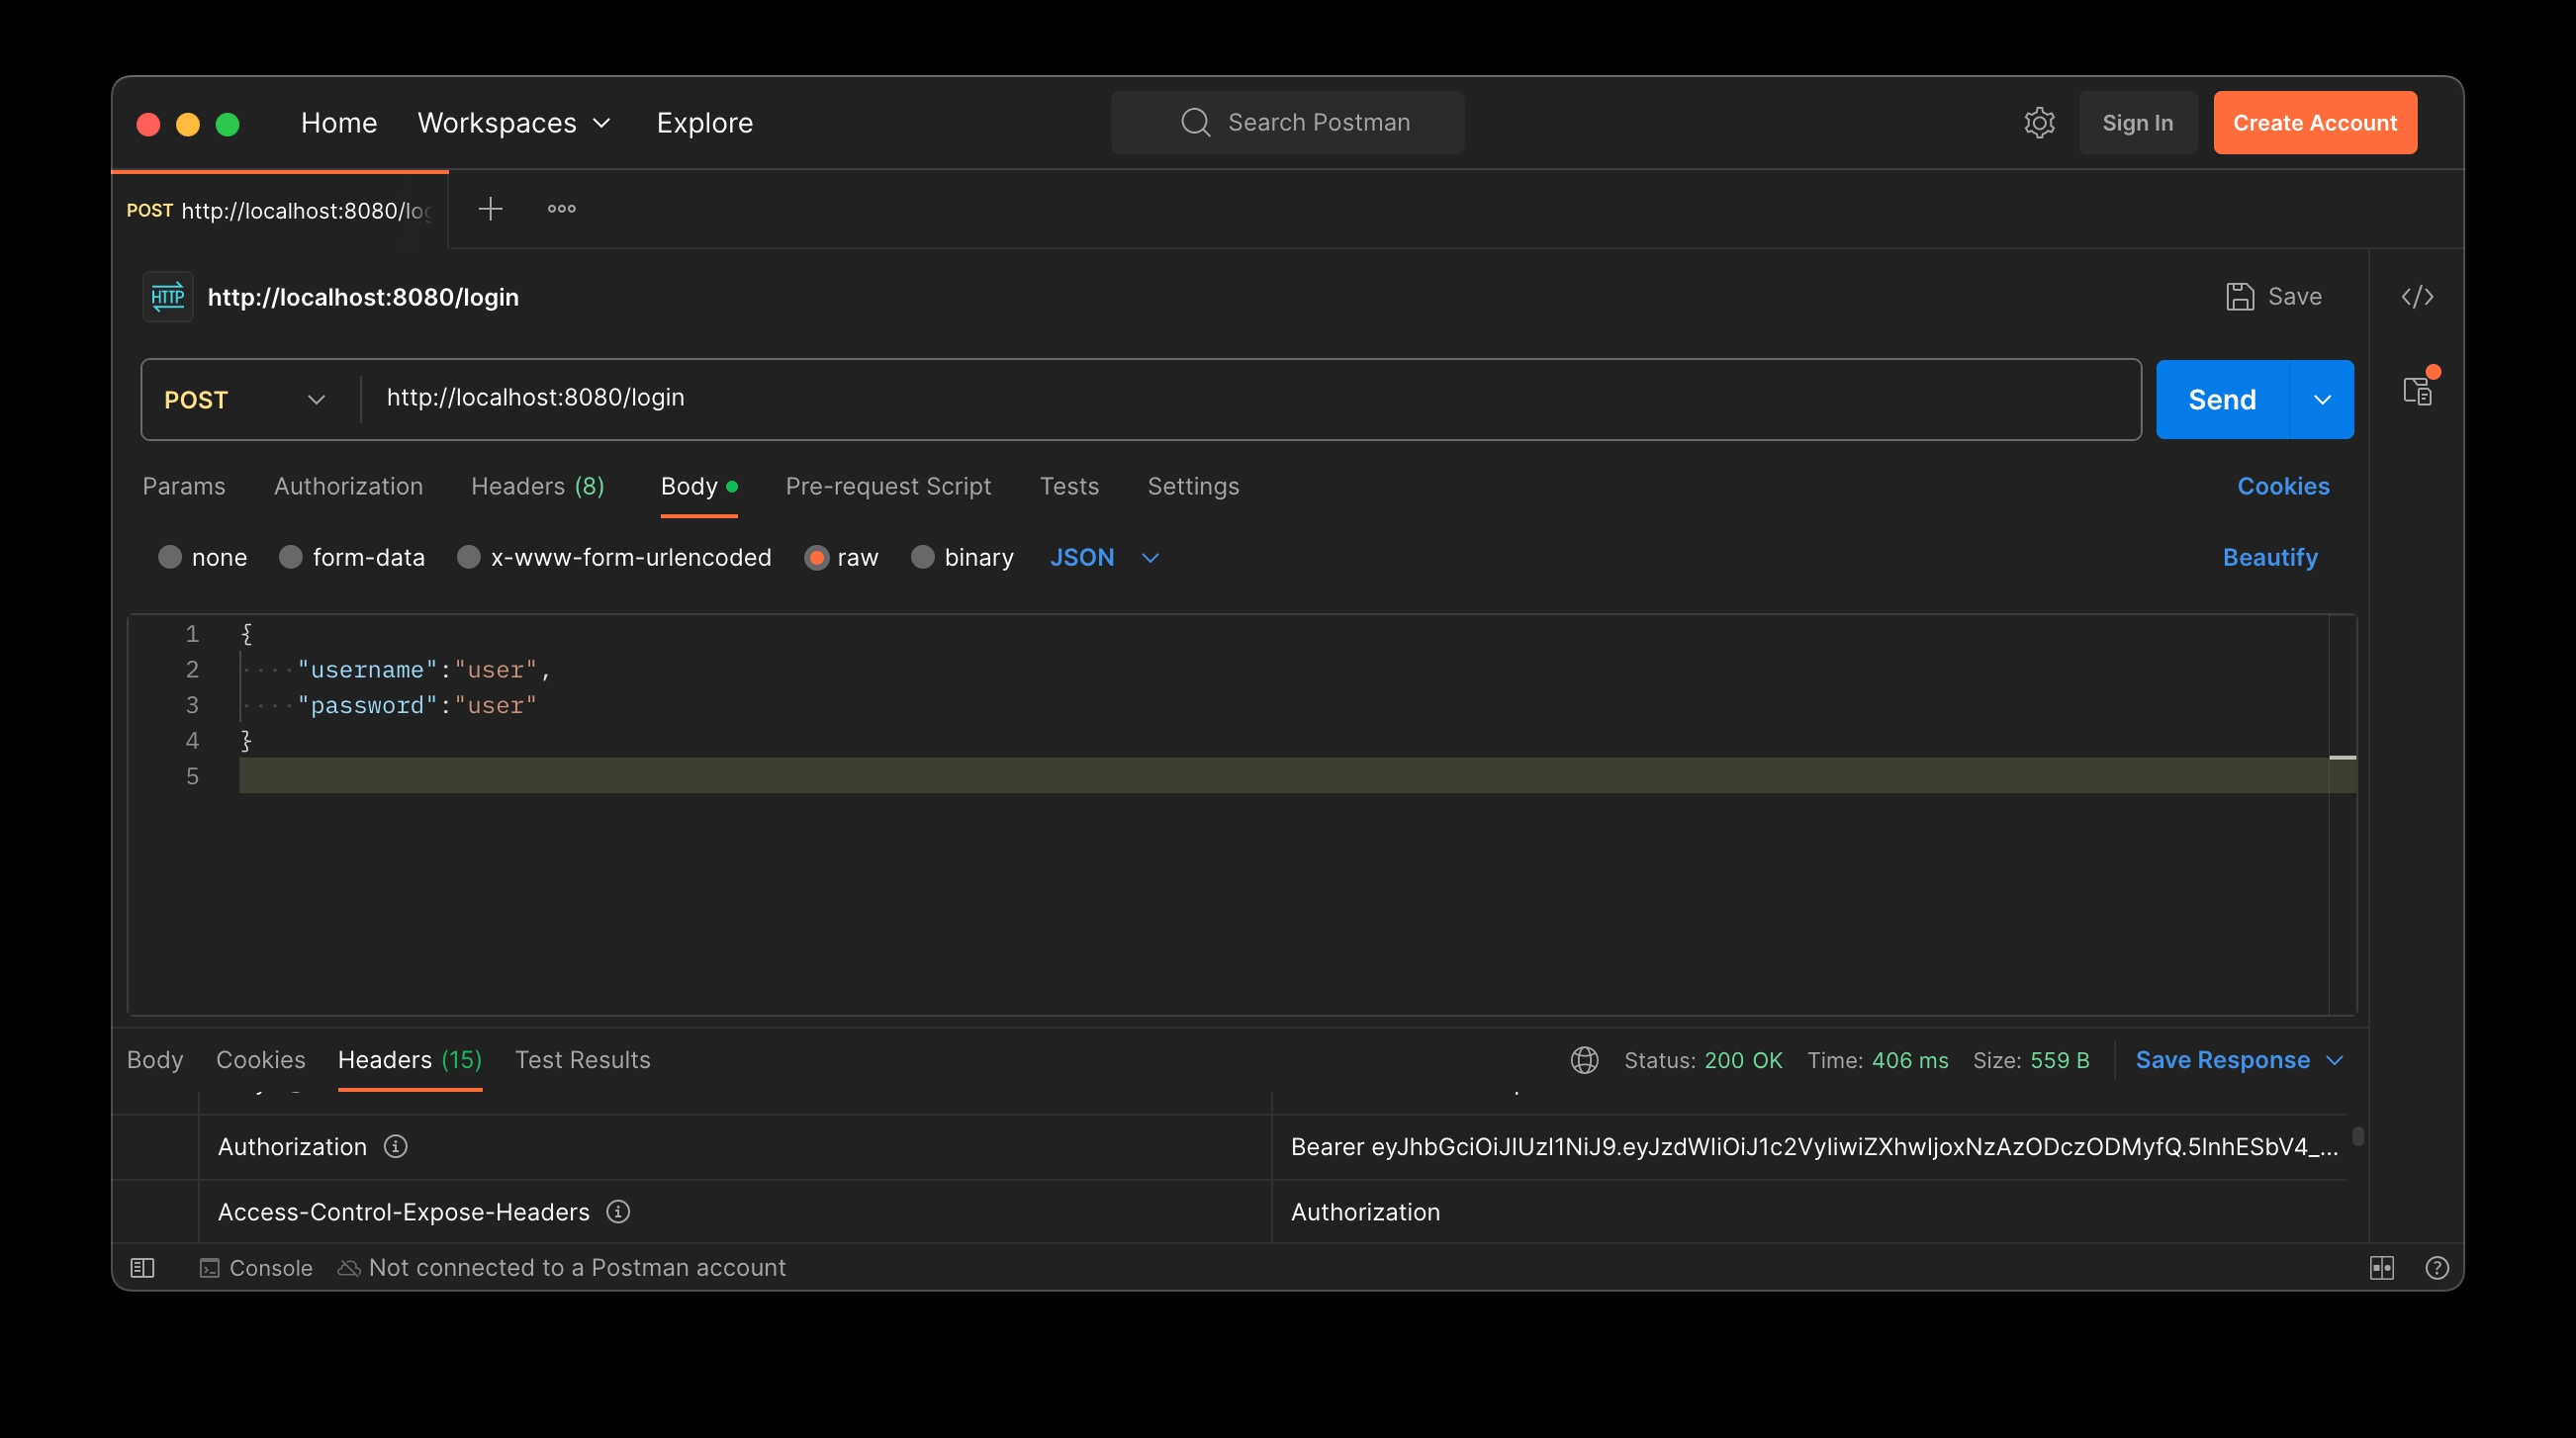 Home Workspaces Explore Search Postman Sign In Create Account
POST http://localhost:8080/log
HTTP http://localhost:8080/login Save
POST http://localhost:8080/login Send
Params Authorization Headers (8) Body Pre-request Script Tests Settings Cookies
none form-data x-www-form-urlencoded raw binary JSON Beautify
1 {
2 "username":"user",
3 "password":"user"
4 }
5
Body Cookies Headers (15) Test Results Status: 200 OK Time: 406 ms Size: 559 B Save Response
Authorization Bearer eyJhbGciOiJIUzI1NiJ9.eyJzdWIiOiJ1c2VyIiwiZXhwIjoxNzAzODczODMyfQ.5lnhESbV4_...
Access-Control-Expose-Headers Authorization
Console Not connected to a Postman account